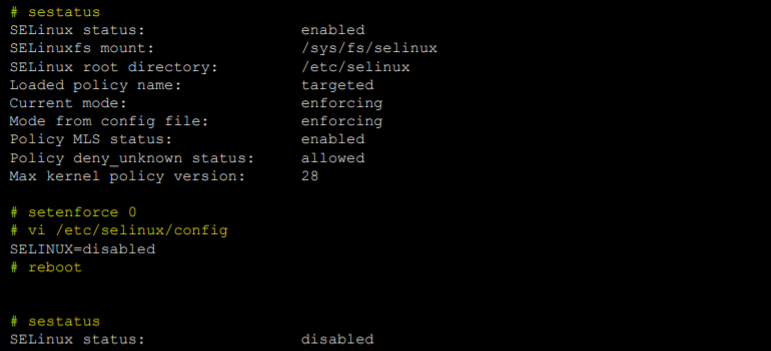 # sestatus
SELinux status:                 enabled
SELinuxfs mount:                /sys/fs/selinux
SELinux root directory:         /etc/selinux
Loaded policy name:             targeted
Current mode:                   enforcing
Mode from config file:          enforcing
Policy MLS status:              enabled
Policy deny_unknown status:     allowed
Max kernel policy version:      28
# setenforce 0
# vi /etc/selinux/config
SELINUX=disabled
# reboot
# sestatus
SELinux status:                 disabled